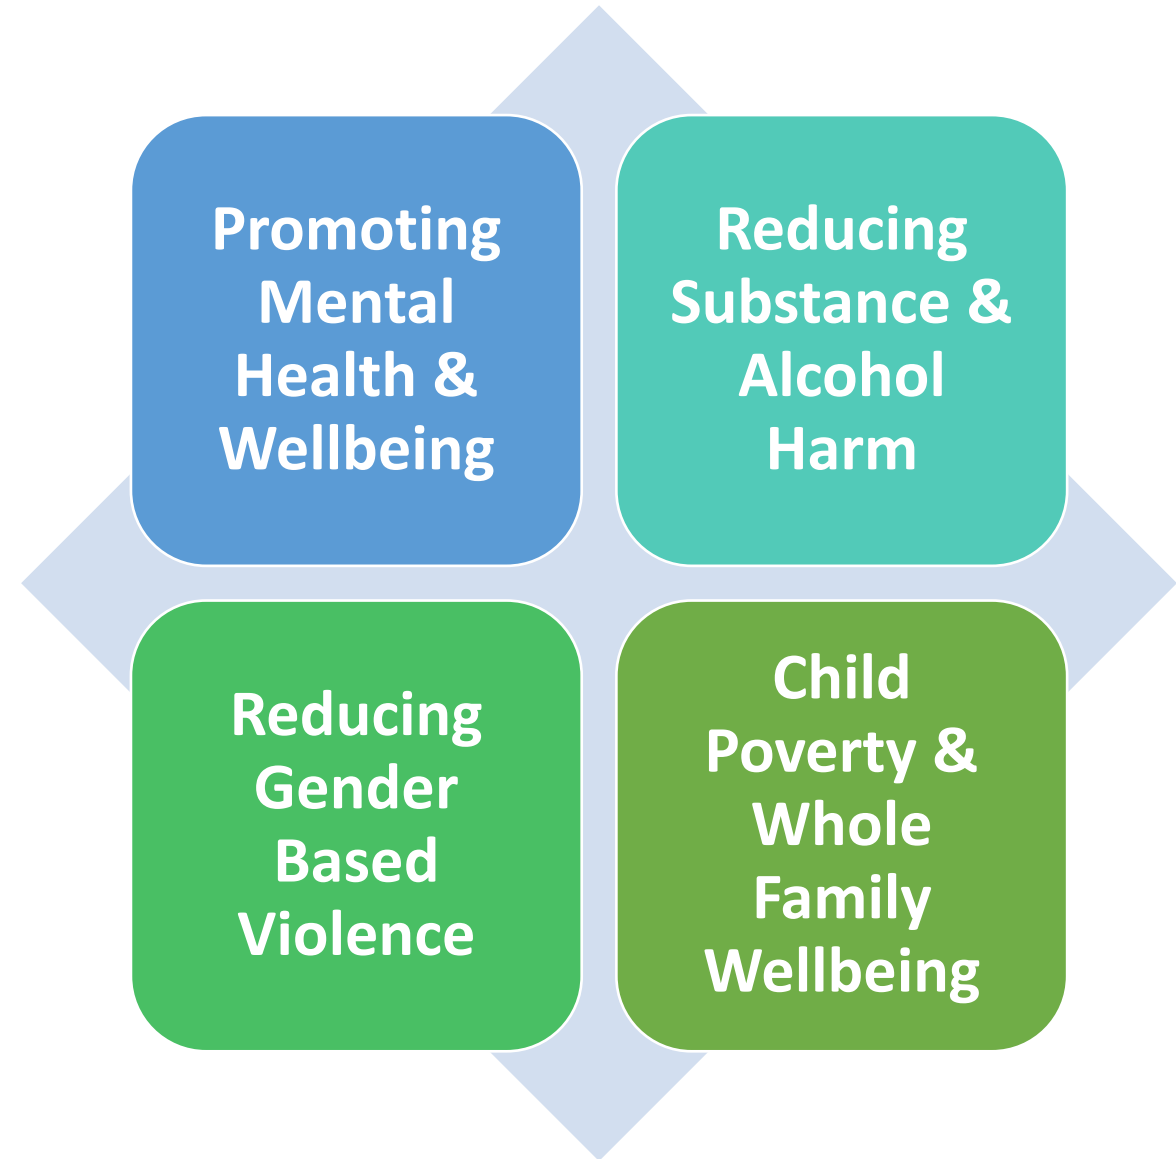 Promoting
Mental
Health &
Wellbeing
Reducing
Substance &
Alcohol
Harm
Reducing
Gender
Based
Violence
Child
Poverty &
Whole
Family
Wellbeing